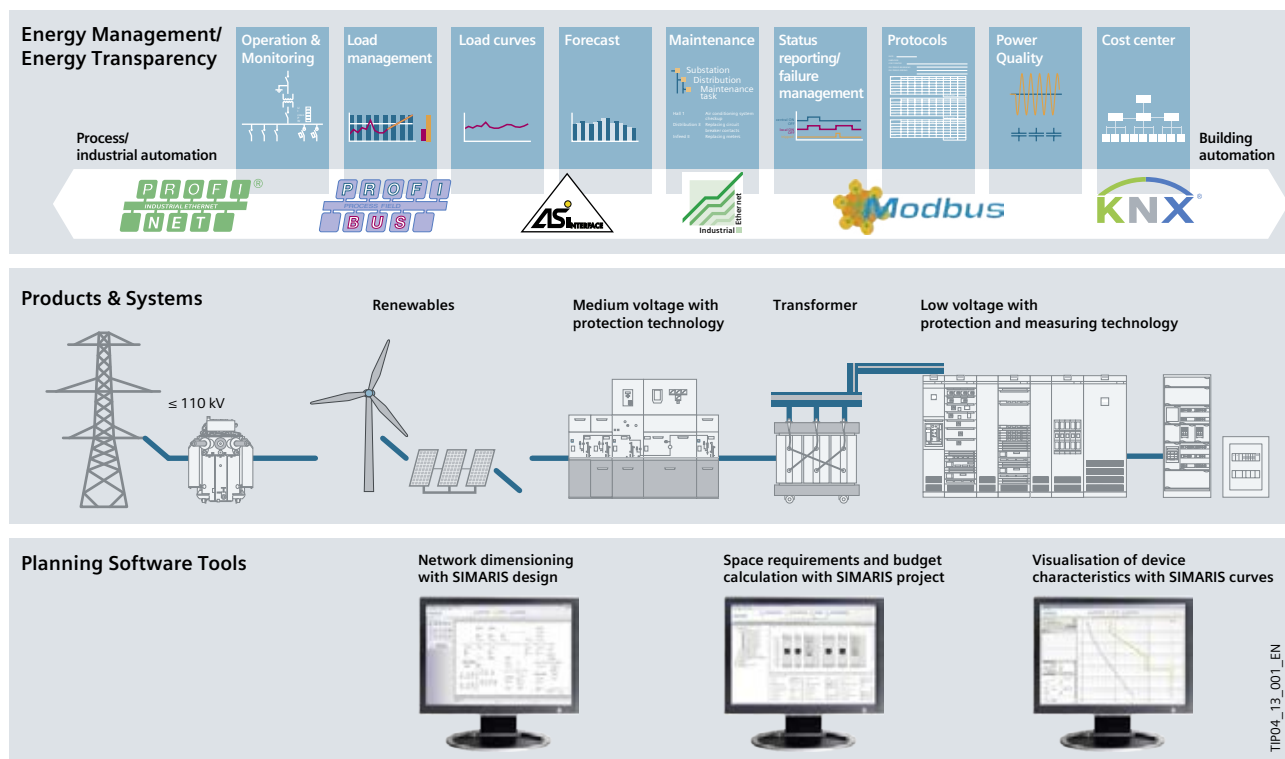 Energy Management/
Energy Transparency
Operation &
Monitoring
Load
management
Load curves
Forecast
Maintenance
Substation
Distribution
Maintenance
task
Status
reporting/
failure
management
Protocols
Power
Quality
Cost center
Process/
industrial automation
Building
automation
PROFI®
INDUSTRIAL ETHERNET
NET
PROFI
PROCESS FIELD
BUS
AS INTERFACE
Industrial Ethernet
Modbus
KNX®
Products & Systems
≤ 110 kV
Renewables
Medium voltage with
protection technology
Transformer
Low voltage with
protection and measuring technology
Planning Software Tools
Network dimensioning
with SIMARIS design
Space requirements and budget
calculation with SIMARIS project
Visualisation of device
characteristics with SIMARIS curves
TIP04_13_001_EN